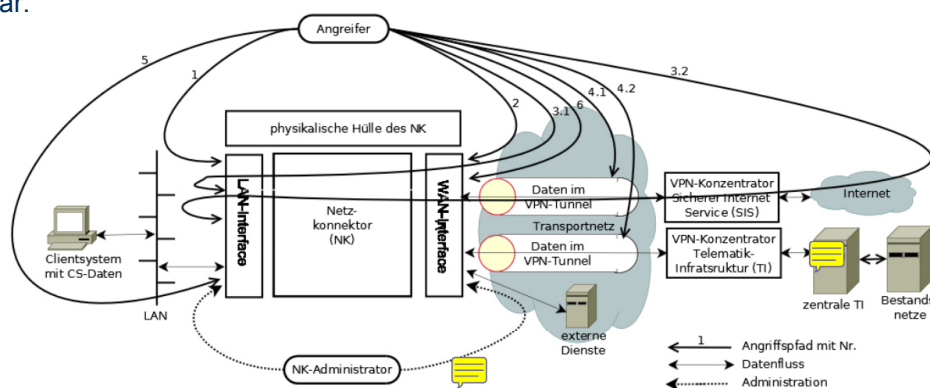 ar.
Angreifer
5
1
2
3.1
6
4.1
4.2
3.2
physikalische Hülle des NK
LAN-Interface
Netz-
konnektor
(NK)
WAN-Interface
Daten im
VPN-Tunnel
Transportnetz
Daten im
VPN-Tunnel
VPN-Konzentrator
Sicherer Internet
Service (SIS)
Internet
VPN-Konzentrator
Telematik-
Infratsruktur (TI)
Clientsystem
mit CS-Daten
LAN
externe
Dienste
zentrale TI
Bestands
netze
NK-Administrator
1
Angriffspfad mit Nr.
Datenfluss
Administration